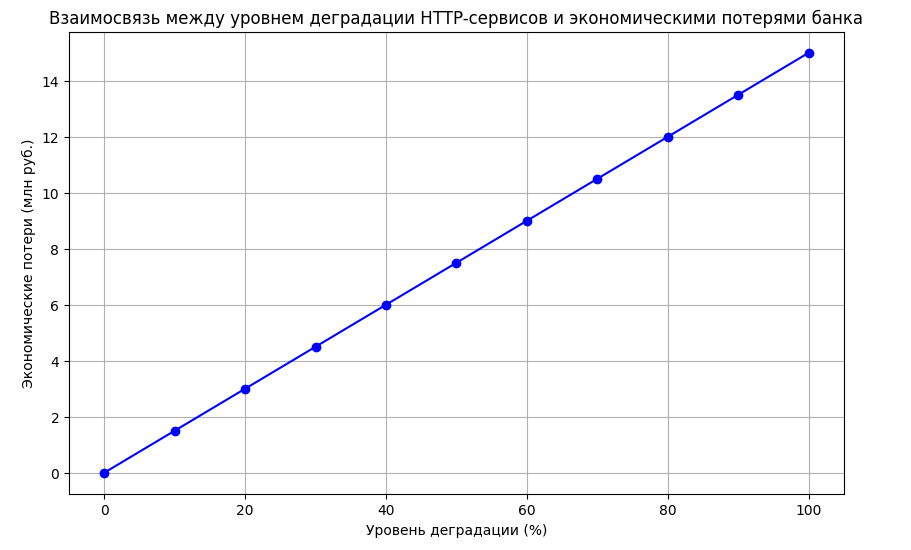 Взаимосвязь между уровнем деградации HTTP-сервисов и экономическими потерями банка
Экономические потери (млн руб.)
14
12
10
8
6
4
2
0
0 20 40 60 80 100
Уровень деградации (%)